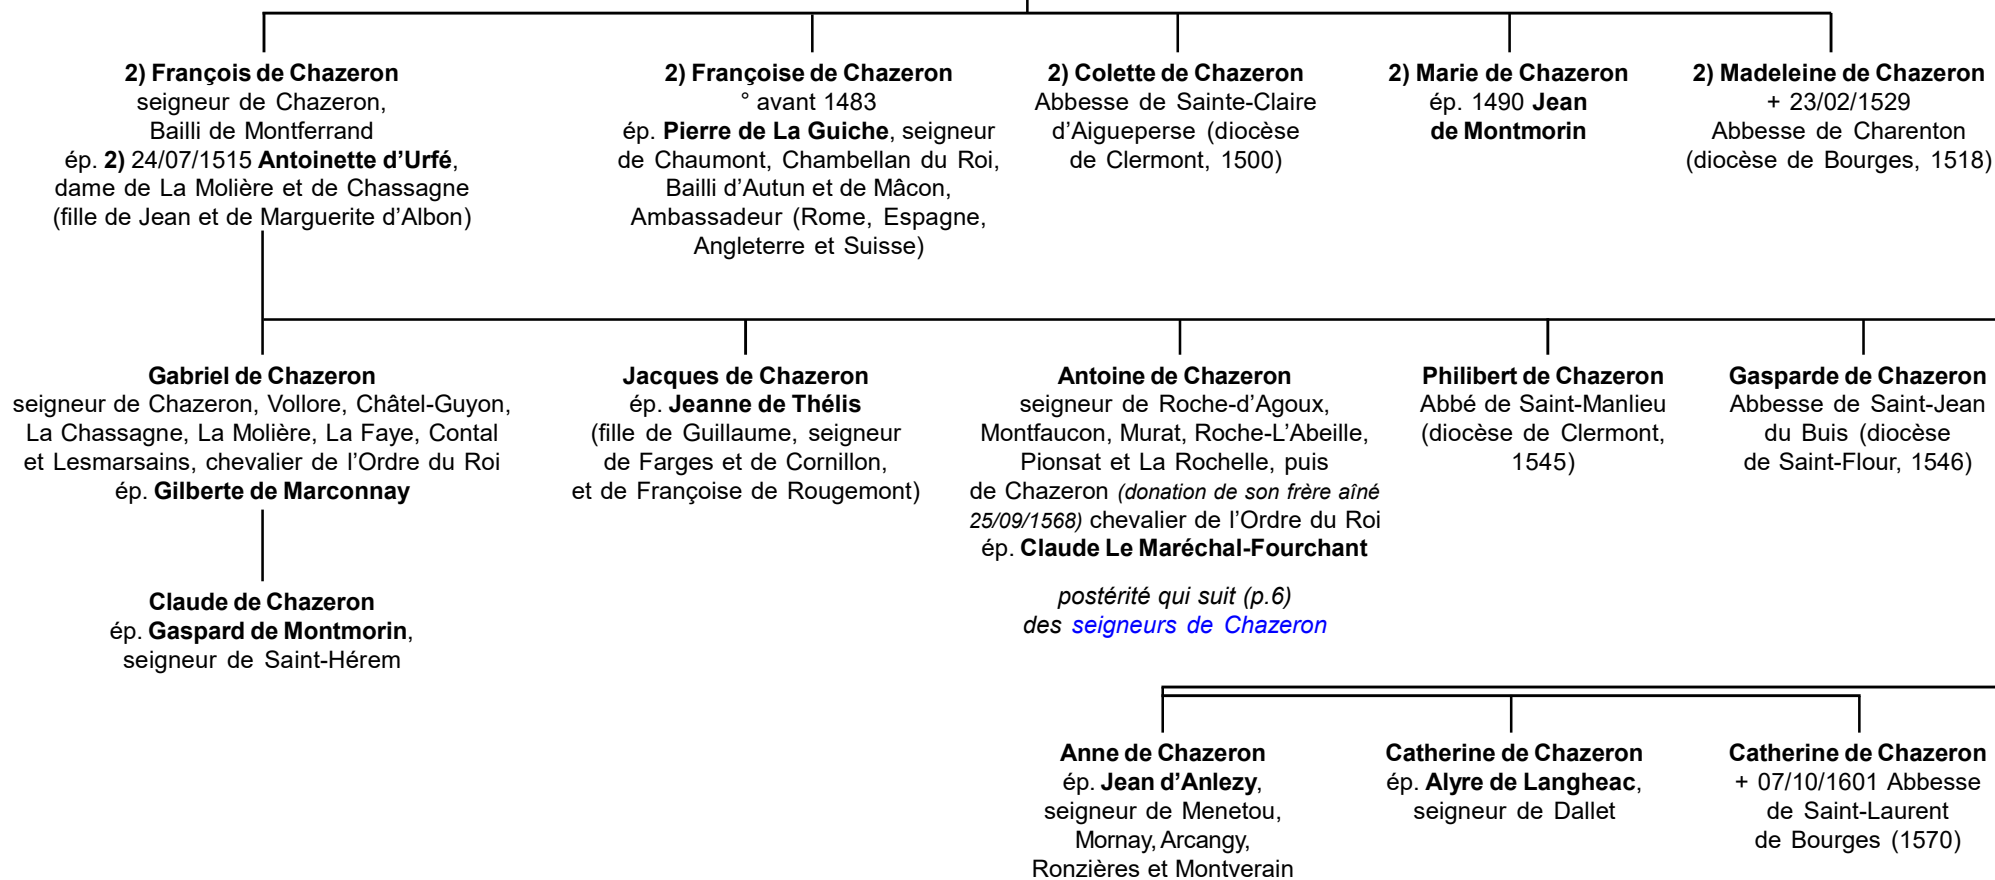 2) François de Chazeron
seigneur de Chazeron,
Bailli de Montferrand
ép. 2) 24/07/1515 Antoinette d’Urfé,
dame de La Molière et de Chassagne
(fille de Jean et de Marguerite d’Albon)
2) Françoise de Chazeron
° avant 1483
ép. Pierre de La Guiche, seigneur
de Chaumont, Chambellan du Roi,
Bailli d’Autun et de Mâcon,
Ambassadeur (Rome, Espagne,
Angleterre et Suisse)
2) Colette de Chazeron
Abbesse de Sainte-Claire
d’Aigueperse (diocèse
de Clermont, 1500)
2) Marie de Chazeron
ép. 1490 Jean
de Montmorin
2) Madeleine de Chazeron
+ 23/02/1529
Abbesse de Charenton
(diocèse de Bourges, 1518)
Gabriel de Chazeron
seigneur de Chazeron, Vollore, Châtel-Guyon,
La Chassagne, La Molière, La Faye, Contal
et Lesmarsains, chevalier de l’Ordre du Roi
ép. Gilberte de Marconnay
Jacques de Chazeron
ép. Jeanne de Thélis
(fille de Guillaume, seigneur
de Farges et de Cornillon,
et de Françoise de Rougemont)
Antoine de Chazeron
seigneur de Roche-d’Agoux,
Montfaucon, Murat, Roche-L’Abeille,
Pionsat et La Rochelle, puis
de Chazeron (donation de son frère aîné
25/09/1568) chevalier de l’Ordre du Roi
ép. Claude Le Maréchal-Fourchant
postérité qui suit (p.6)
des seigneurs de Chazeron
Philibert de Chazeron
Abbé de Saint-Manlieu
(diocèse de Clermont,
1545)
Gasparde de Chazeron
Abbesse de Saint-Jean
du Buis (diocèse
de Saint-Flour, 1546)
Claude de Chazeron
ép. Gaspard de Montmorin,
seigneur de Saint-Hérem
Anne de Chazeron
ép. Jean d’Anlezy,
seigneur de Menetou,
Mornay, Arcangy,
Ronzières et Montverain
Catherine de Chazeron
ép. Alyre de Langheac,
seigneur de Dallet
Catherine de Chazeron
+ 07/10/1601 Abbesse
de Saint-Laurent
de Bourges (1570)